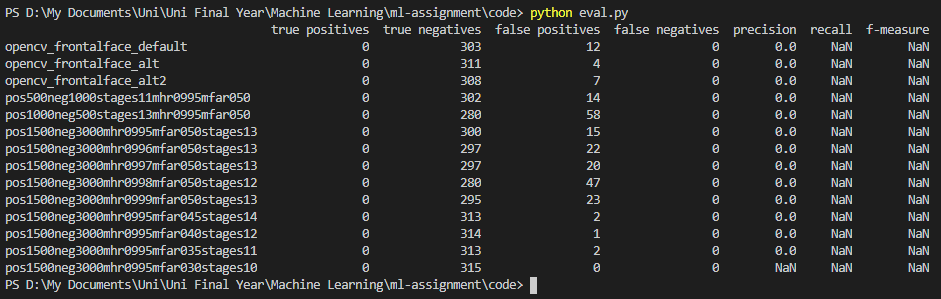 PS D:\My Documents\Uni\Uni Final Year\Machine Learning\ml-assignment\code> python eval.py
true positives true negatives false positives false negatives precision recall f-measure
opencv_frontalface_default 0 303 12 0 0.0 NaN NaN
opencv_frontalface_alt 0 311 4 0 0.0 NaN NaN
opencv_frontalface_alt2 0 308 7 0 0.0 NaN NaN
pos500neg1000stages11mhr0995mfar050 0 302 14 0 0.0 NaN NaN
pos1000neg500stages13mhr0995mfar050 0 280 58 0 0.0 NaN NaN
pos1500neg3000mhr0995mfar050stages13 0 300 15 0 0.0 NaN NaN
pos1500neg3000mhr0996mfar050stages13 0 297 22 0 0.0 NaN NaN
pos1500neg3000mhr0997mfar050stages13 0 297 20 0 0.0 NaN NaN
pos1500neg3000mhr0998mfar050stages12 0 280 47 0 0.0 NaN NaN
pos1500neg3000mhr0999mfar050stages13 0 295 23 0 0.0 NaN NaN
pos1500neg3000mhr0995mfar045stages14 0 313 2 0 0.0 NaN NaN
pos1500neg3000mhr0995mfar040stages12 0 314 1 0 0.0 NaN NaN
pos1500neg3000mhr0995mfar035stages11 0 313 2 0 0.0 NaN NaN
pos1500neg3000mhr0995mfar030stages10 0 315 0 0 NaN NaN NaN
PS D:\My Documents\Uni\Uni Final Year\Machine Learning\ml-assignment\code>